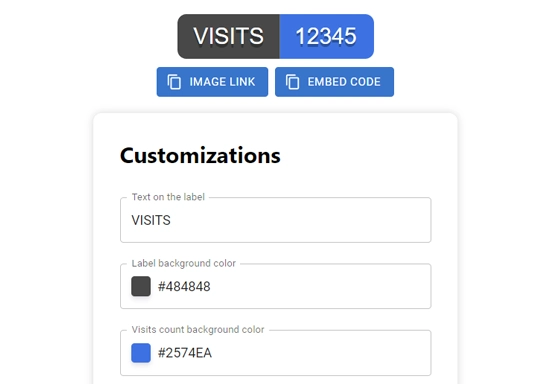 VISITS 12345
IMAGE LINK EMBED CODE
Customizations
Text on the label
VISITS
Label background color
#484848
Visits count background color
#2574EA